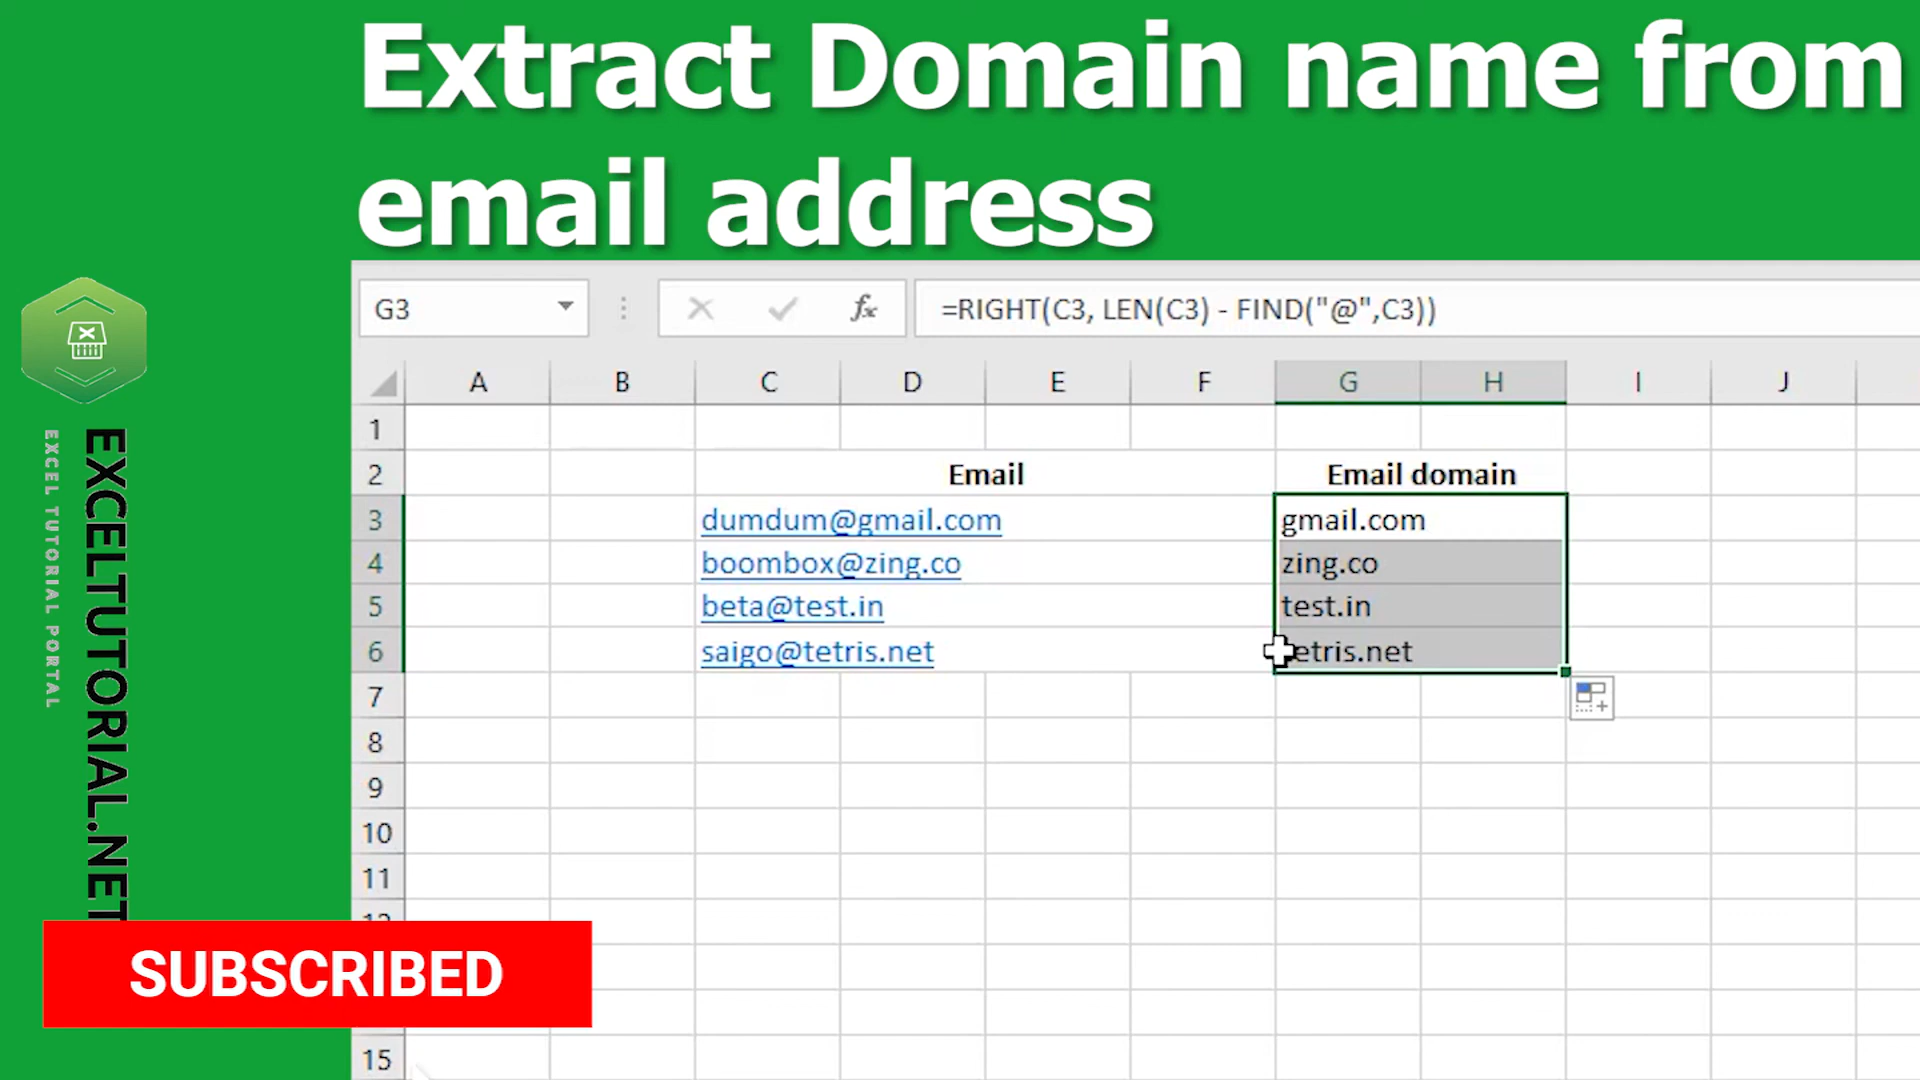 Extract Domain name from
email address
EXCELTUTORIAL.NET
EXCEL TUTORIAL PORTAL
G3 fx =RIGHT(C3, LEN(C3) - FIND("@",C3))
A B C D E F G H I J
1
2 Email Email domain
3 dumdum@gmail.com gmail.com
4 boombox@zing.co zing.co
5 beta@test.in test.in
6 saigo@tetris.net etris.net
7
8
9
10
11
SUBSCRIBED
15